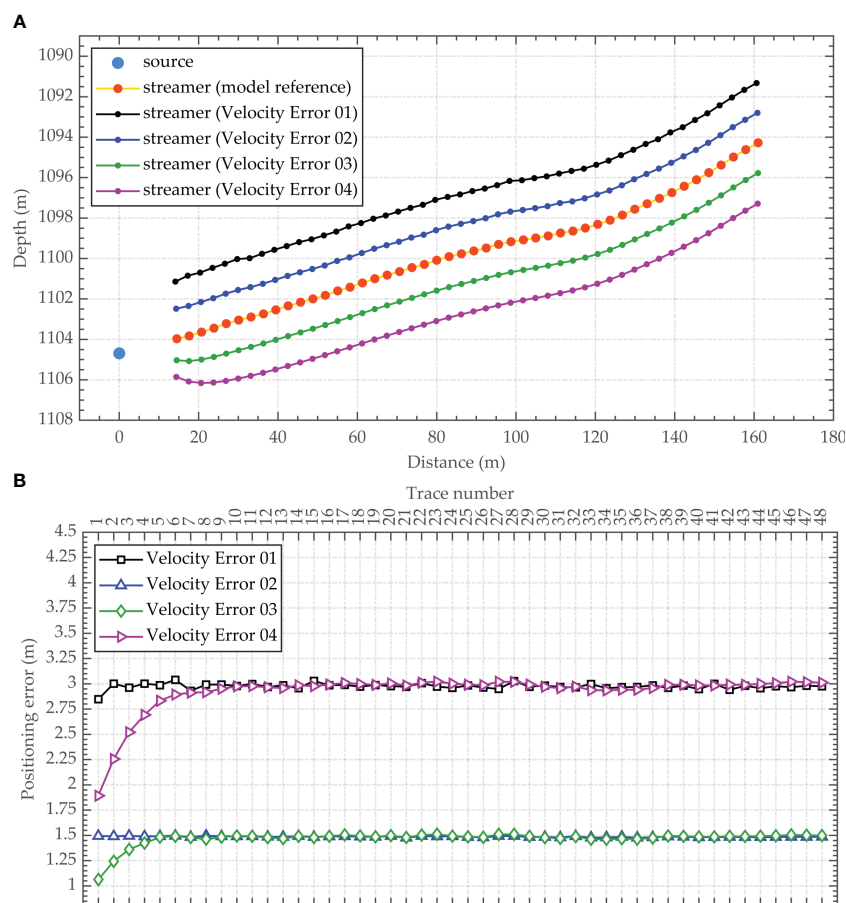 A
1090
1092
1094
1096
1098
1100
1102
1104
1106
1108
Depth (m)
source
streamer (model reference)
streamer (Velocity Error 01)
streamer (Velocity Error 02)
streamer (Velocity Error 03)
streamer (Velocity Error 04)
0 20 40 60 80 100 120 140 160 180
Distance (m)
B
Trace number
1 2 3 4 5 6 7 8 9 10 11 12 13 14 15 16 17 18 19 20 21 22 23 24 25 26 27 28 29 30 31 32 33 34 35 36 37 38 39 40 41 42 43 44 45 46 47 48
4.5
4.25
4
3.75
3.5
3.25
3
2.75
2.5
2.25
2
1.75
1.5
1.25
1
Positioning error (m)
Velocity Error 01
Velocity Error 02
Velocity Error 03
Velocity Error 04